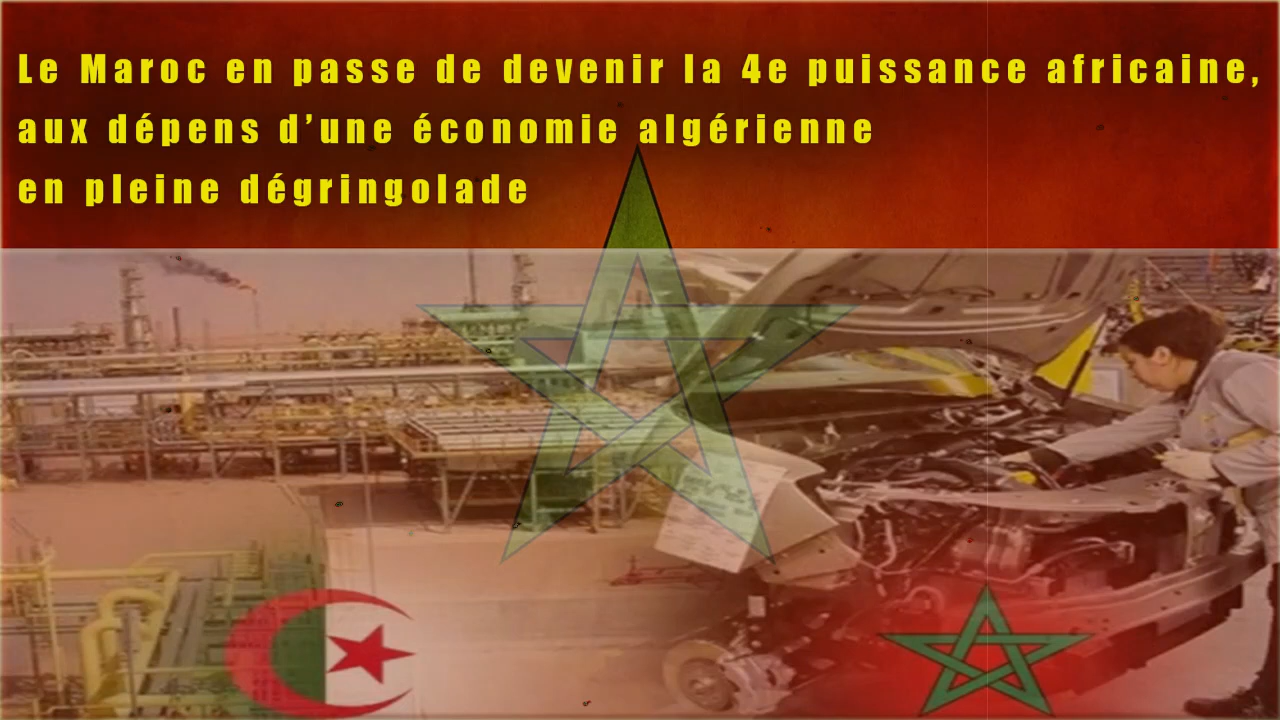 Le Maroc en passe de devenir la 4e puissance africaine,
aux dépens d’une économie algérienne
en pleine dégringolade